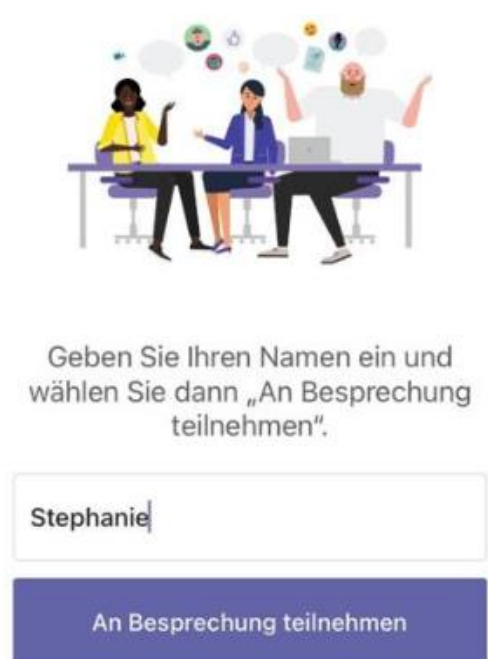 Geben Sie Ihren Namen ein und
wählen Sie dann „An Besprechung
teilnehmen“.
Stephanie
An Besprechung teilnehmen